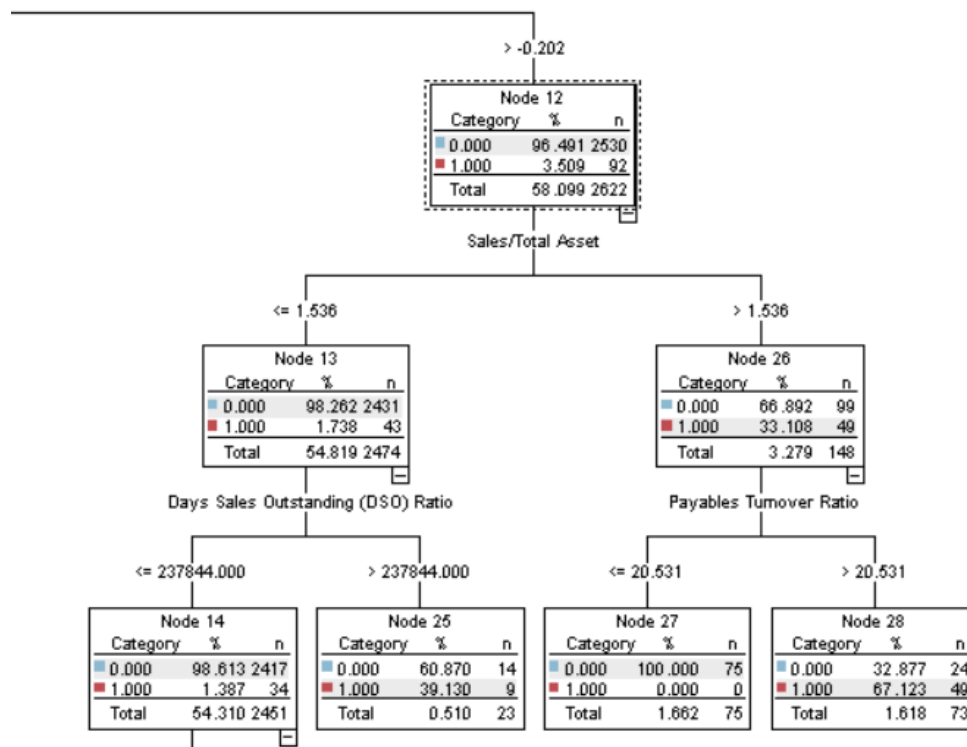 > -0.202
Node 12
Category % n
0.000 96.491 2530
1.000 3.509 92
Total 58.099 2622
Sales/Total Asset
<= 1.536
> 1.536
Node 13
Category % n
0.000 98.262 2431
1.000 1.738 43
Total 54.819 2474
Node 26
Category % n
0.000 66.892 99
1.000 33.108 49
Total 3.279 148
Days Sales Outstanding (DSO) Ratio
Payables Turnover Ratio
<= 237844.000
> 237844.000
<= 20.531
> 20.531
Node 14
Category % n
0.000 98.613 2417
1.000 1.387 34
Total 54.310 2451
Node 25
Category % n
0.000 60.870 14
1.000 39.130 9
Total 0.510 23
Node 27
Category % n
0.000 100.000 75
1.000 0.000 0
Total 1.662 75
Node 28
Category % n
0.000 32.877 24
1.000 67.123 49
Total 1.618 73